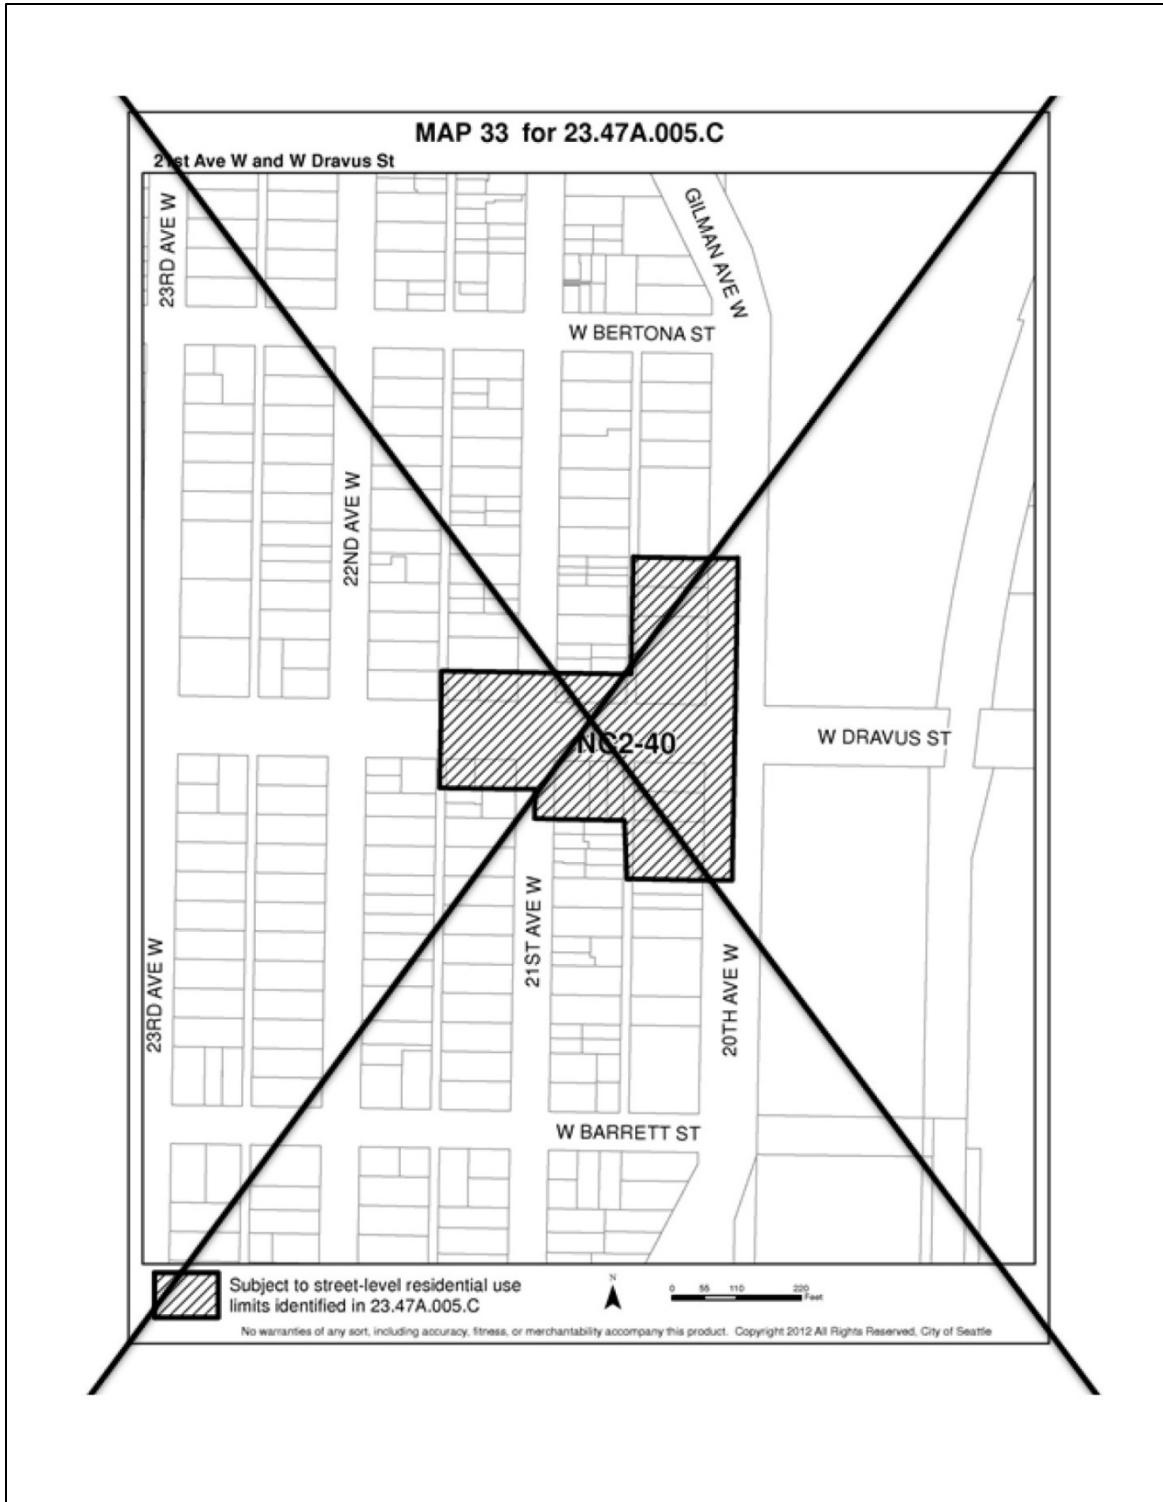 MAP 33 for 23.47A.005.C
21st Ave W and W Dravus St
23RD AVE W
GILMAN AVE W
W BERTONA ST
22ND AVE W
W DRAVUS ST
NC2-40
21ST AVE W
23RD AVE W
20TH AVE W
W BARRETT ST
Subject to street-level residential use
limits identified in 23.47A.005.C
N
0 55 110 220
Feet
No warranties of any sort, including accuracy, fitness, or merchantability accompany this product. Copyright 2012 All Rights Reserved, City of Seattle